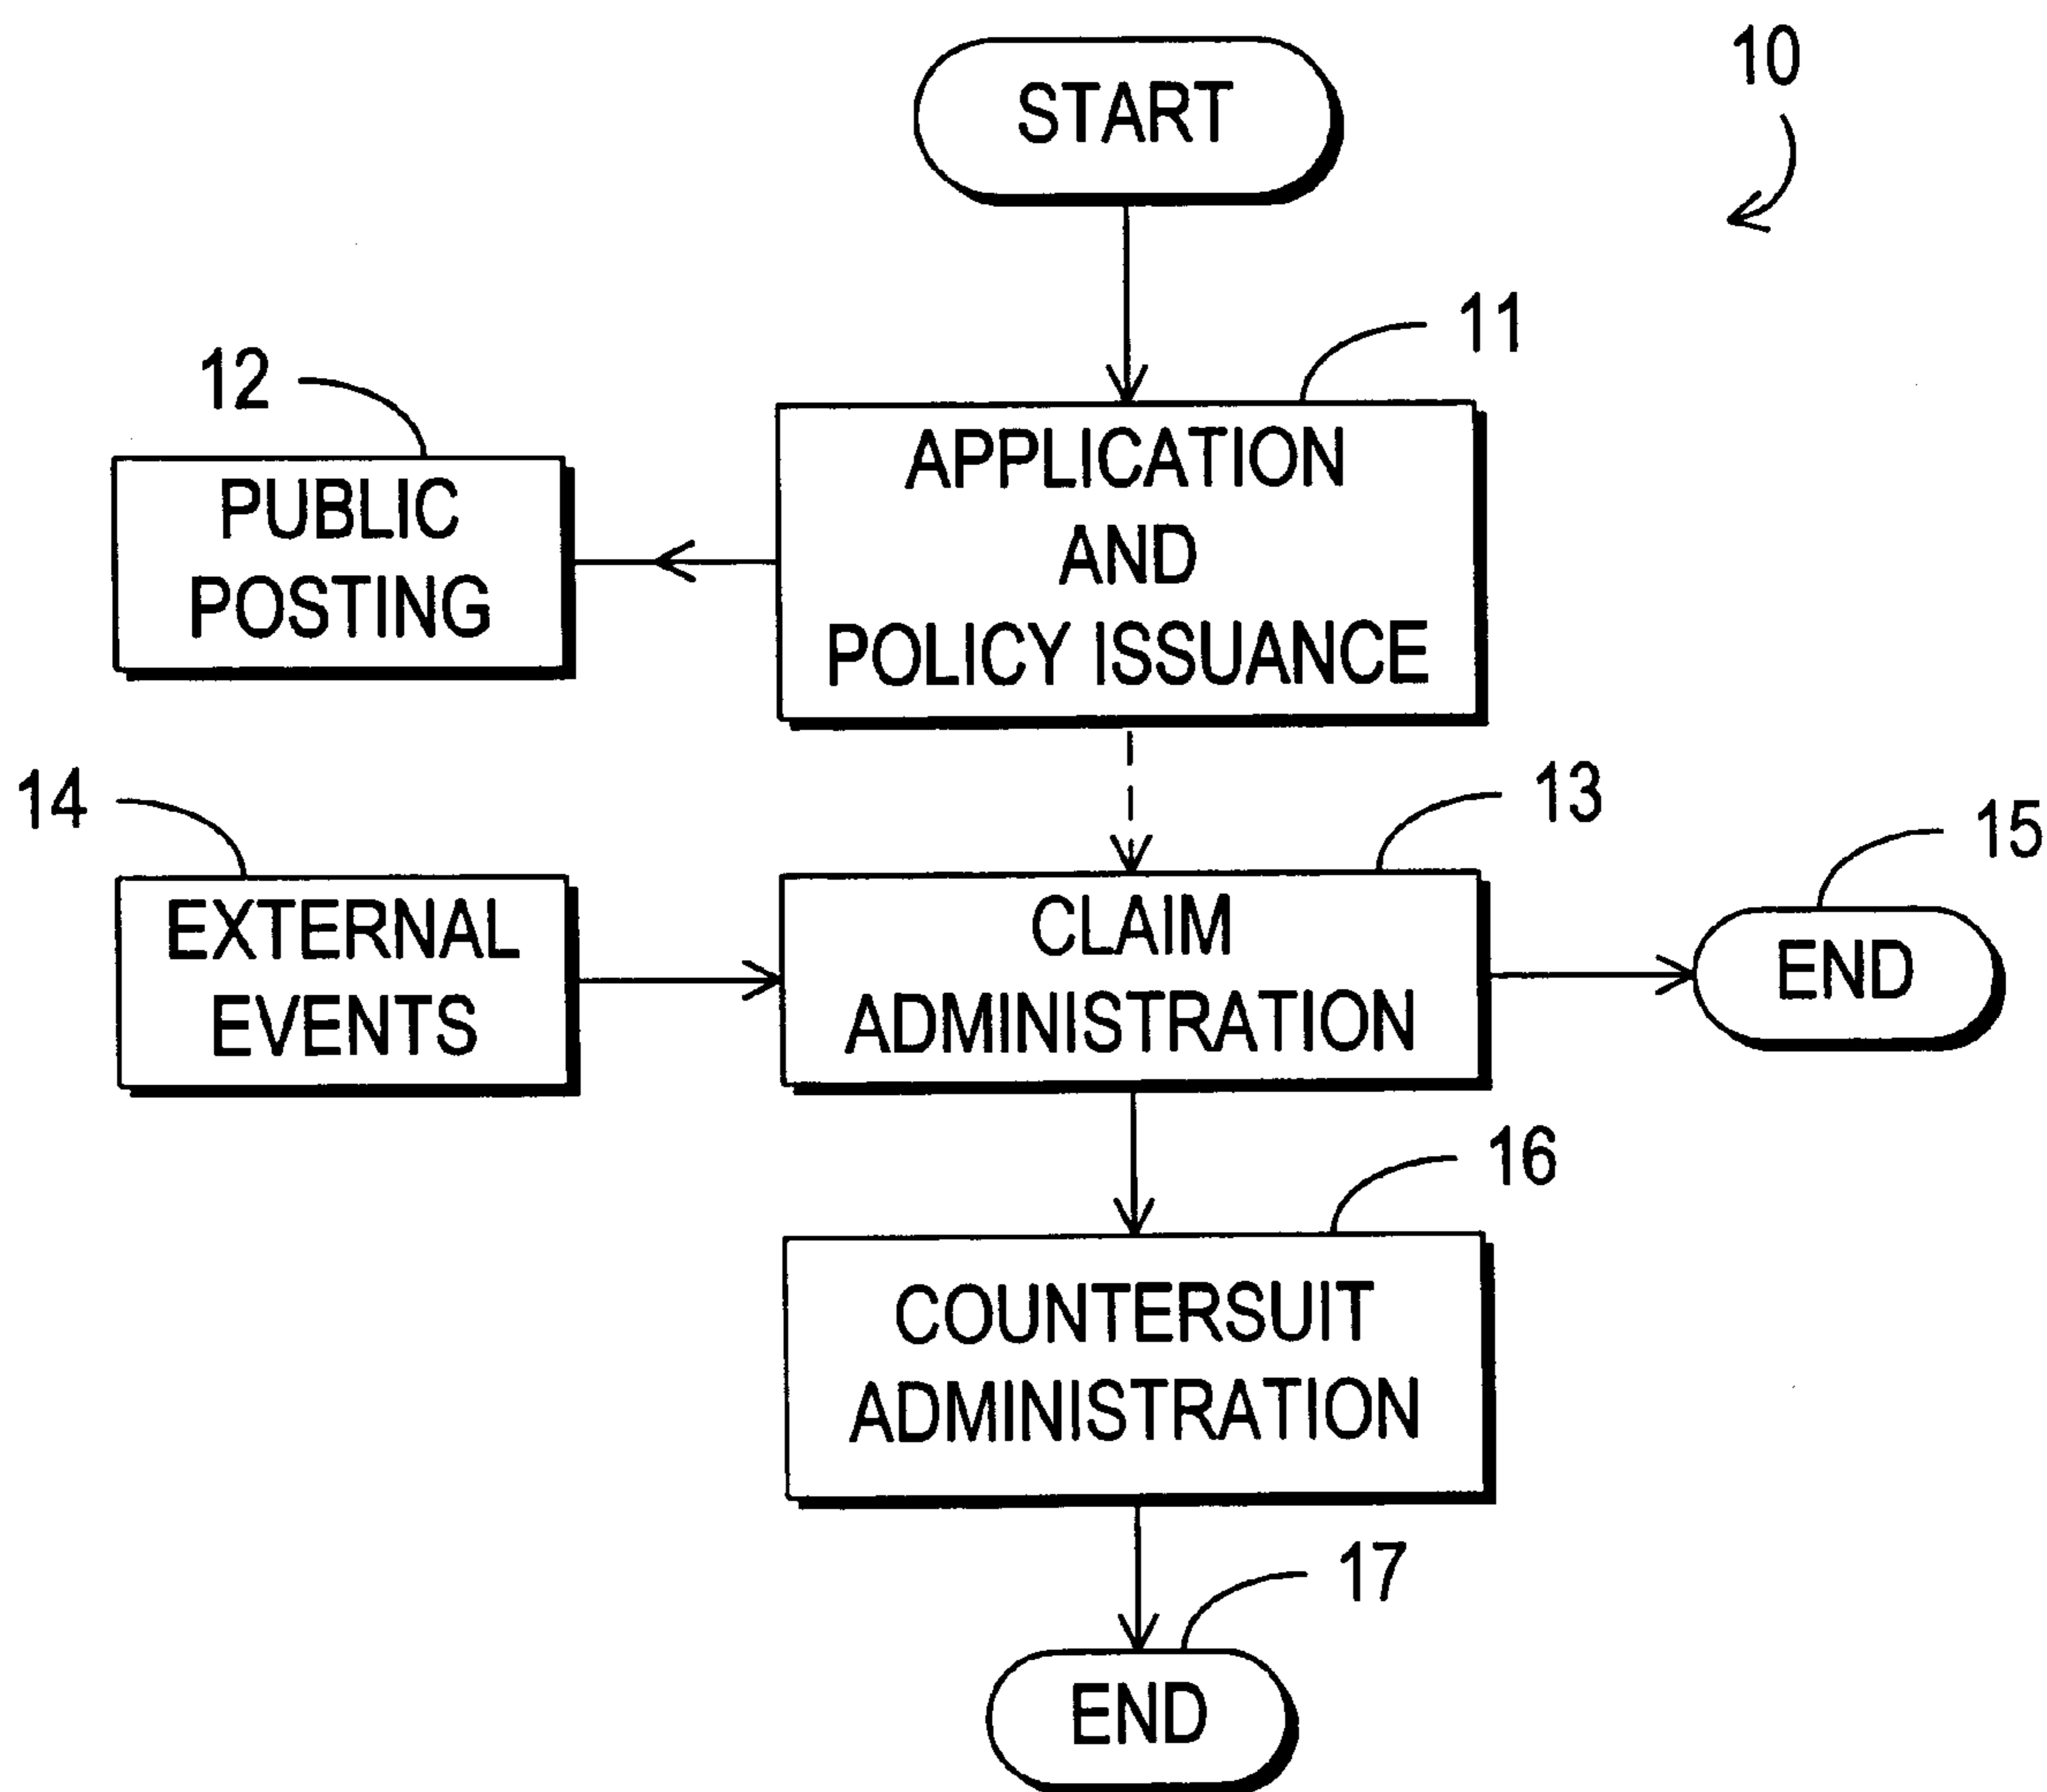 START
10
11
12
APPLICATION
AND
POLICY ISSUANCE
PUBLIC
POSTING
13
14
15
EXTERNAL
EVENTS
CLAIM
ADMINISTRATION
END
16
COUNTERSUIT
ADMINISTRATION
17
END